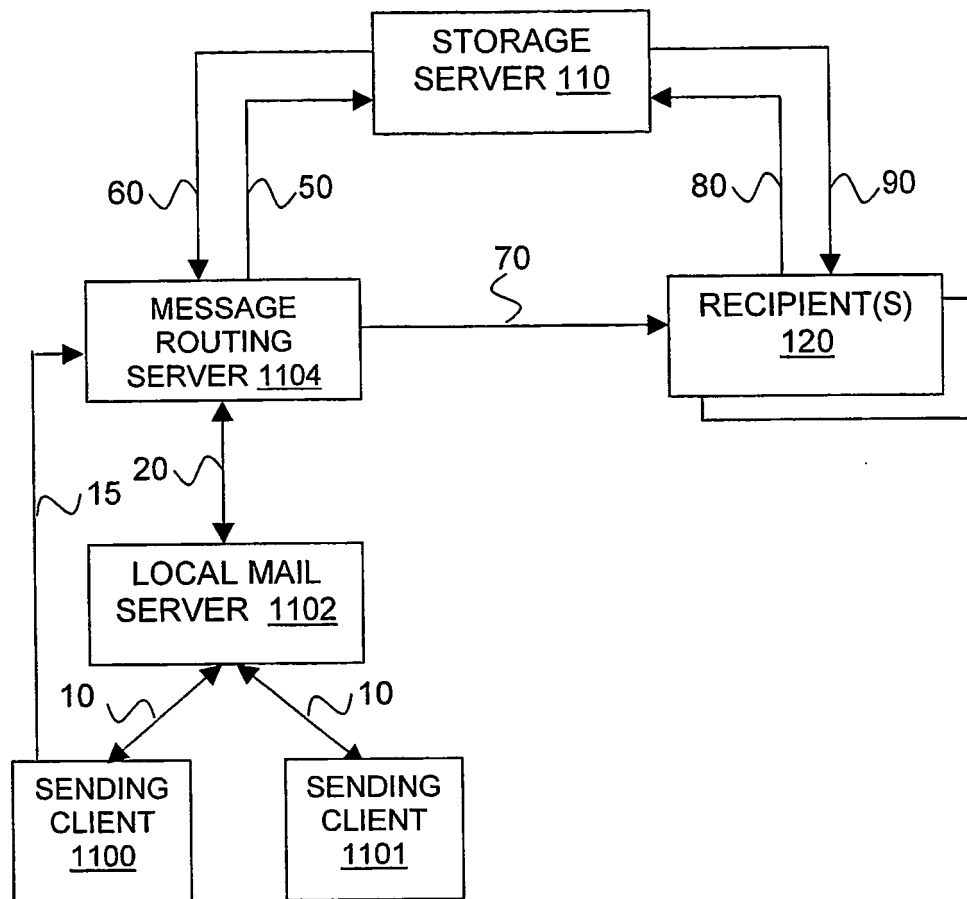 STORAGE
SERVER 110
60
50
80
90
70
MESSAGE
ROUTING
SERVER 1104
RECIPIENT(S)
120
20
15
LOCAL MAIL
SERVER 1102
10
10
SENDING
CLIENT
1100
SENDING
CLIENT
1101